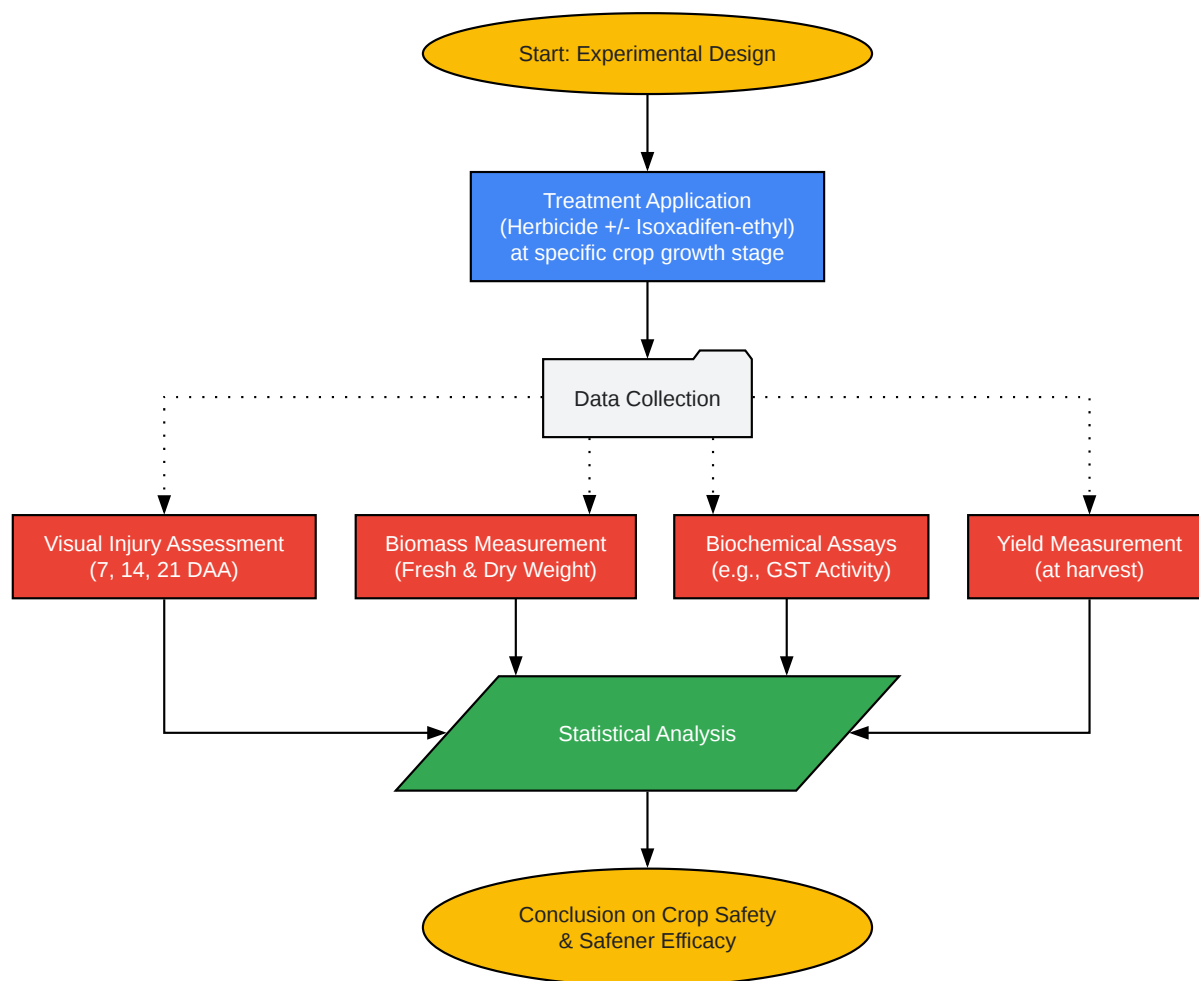 Start: Experimental Design
Treatment Application
(Herbicide +/- Isoxadifen-ethyl)
at specific crop growth stage
Data Collection
Visual Injury Assessment
(7, 14, 21 DAA)
Biomass Measurement
(Fresh & Dry Weight)
Biochemical Assays
(e.g., GST Activity)
Yield Measurement
(at harvest)
Statistical Analysis
Conclusion on Crop Safety
& Safener Efficacy